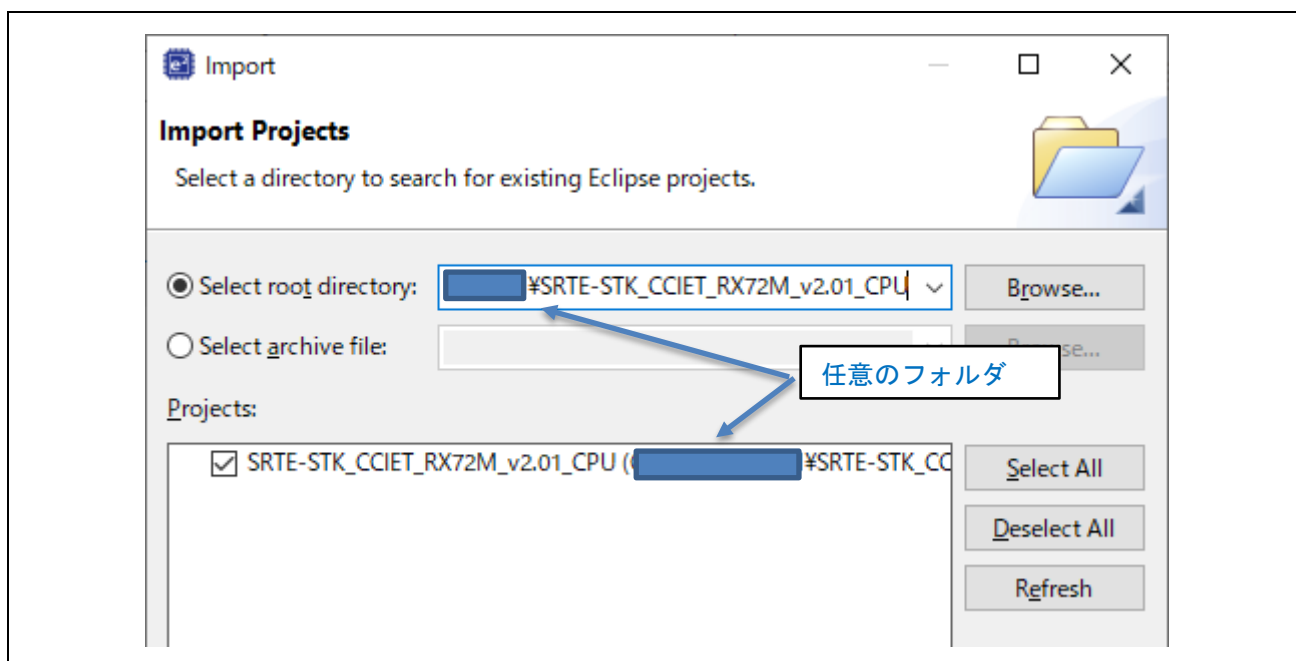 Import
Import Projects
Select a directory to search for existing Eclipse projects.
Select root directory:
¥SRTE-STK_CCIET_RX72M_v2.01_CPU
Browse...
Select archive file:
任意のフォルダ
Projects:
SRTE-STK_CCIET_RX72M_v2.01_CPU (
¥SRTE-STK_CC
Select All
Deselect All
Refresh